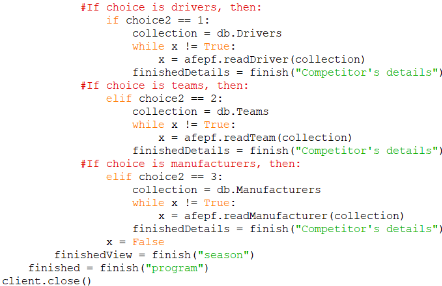 #If choice is drivers, then:
if choice2 == 1:
collection = db.Drivers
while x != True:
x = afepf.readDriver(collection)
finishedDetails = finish("Competitor's details")
#If choice is teams, then:
elif choice2 == 2:
collection = db.Teams
while x != True:
x = afepf.readTeam(collection)
finishedDetails = finish("Competitor's details")
#If choice is manufacturers, then:
elif choice2 == 3:
collection = db.Manufacturers
while x != True:
x = afepf.readManufacturer(collection)
finishedDetails = finish("Competitor's details")
x = False
finishedView = finish("season")
finished = finish("program")
client.close()